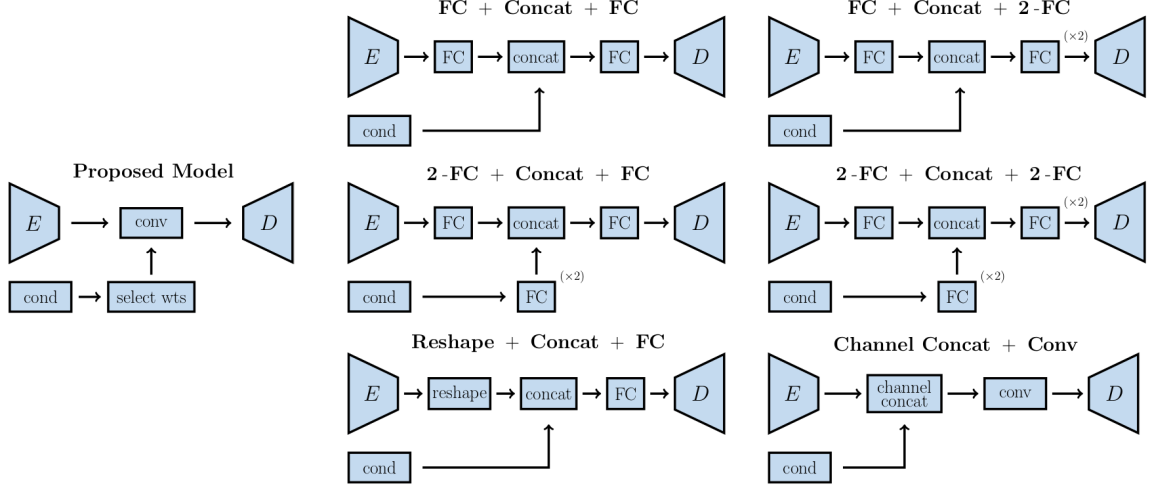 Proposed Model
E
conv
D
cond
select wts
FC + Concat + FC
E
FC
concat
FC
D
cond
FC + Concat + 2-FC
E
FC
concat
FC
(×2)
D
cond
2-FC + Concat + FC
E
FC
concat
FC
D
cond
FC
(×2)
2-FC + Concat + 2-FC
E
FC
concat
FC
(×2)
D
cond
FC
(×2)
Reshape + Concat + FC
E
reshape
concat
FC
D
cond
Channel Concat + Conv
E
channel
concat
conv
D
cond